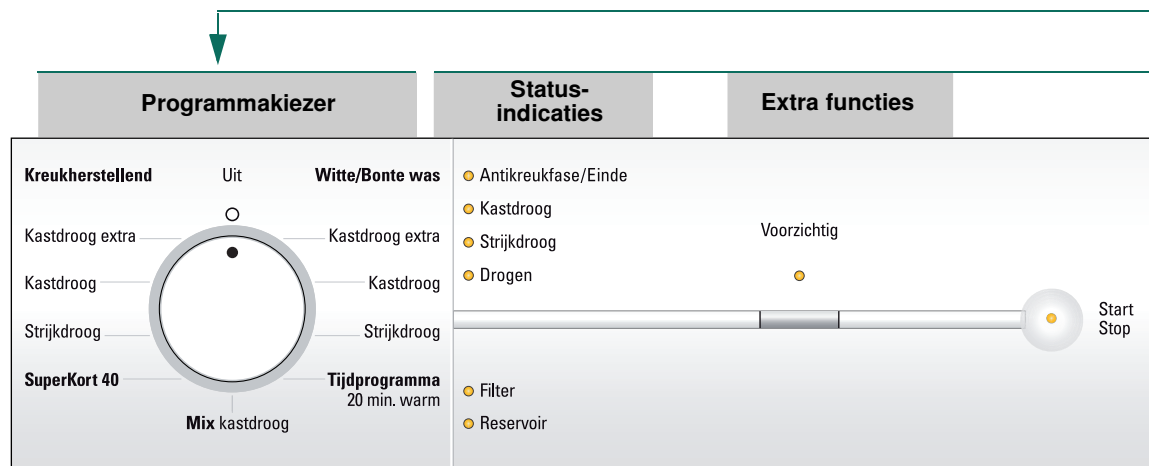 Programmakiezer
Status-
indicaties
Extra functies
Kreukherstellend
Uit
Witte/Bonte was
Kastdroog extra
Kastdroog
Strijkdroog
SuperKort 40
Kastdroog extra
Kastdroog
Strijkdroog
Tijdprogramma
20 min. warm
Mix kastdroog
Antikreukfase/Einde
Kastdroog
Strijkdroog
Drogen
Filter
Reservoir
Voorzichtig
Start
Stop